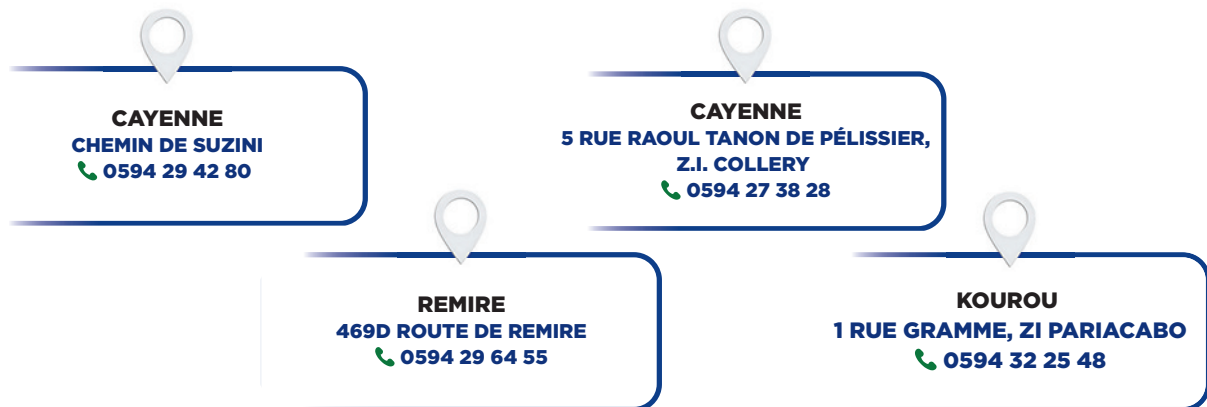 CAYENNE
CHEMIN DE SUZINI
0594 29 42 80
CAYENNE
5 RUE RAOUL TANON DE PÉLISSIER,
Z.I. COLLERY
0594 27 38 28
REMIRE
469D ROUTE DE REMIRE
0594 29 64 55
KOUROU
1 RUE GRAMME, ZI PARIACABO
0594 32 25 48